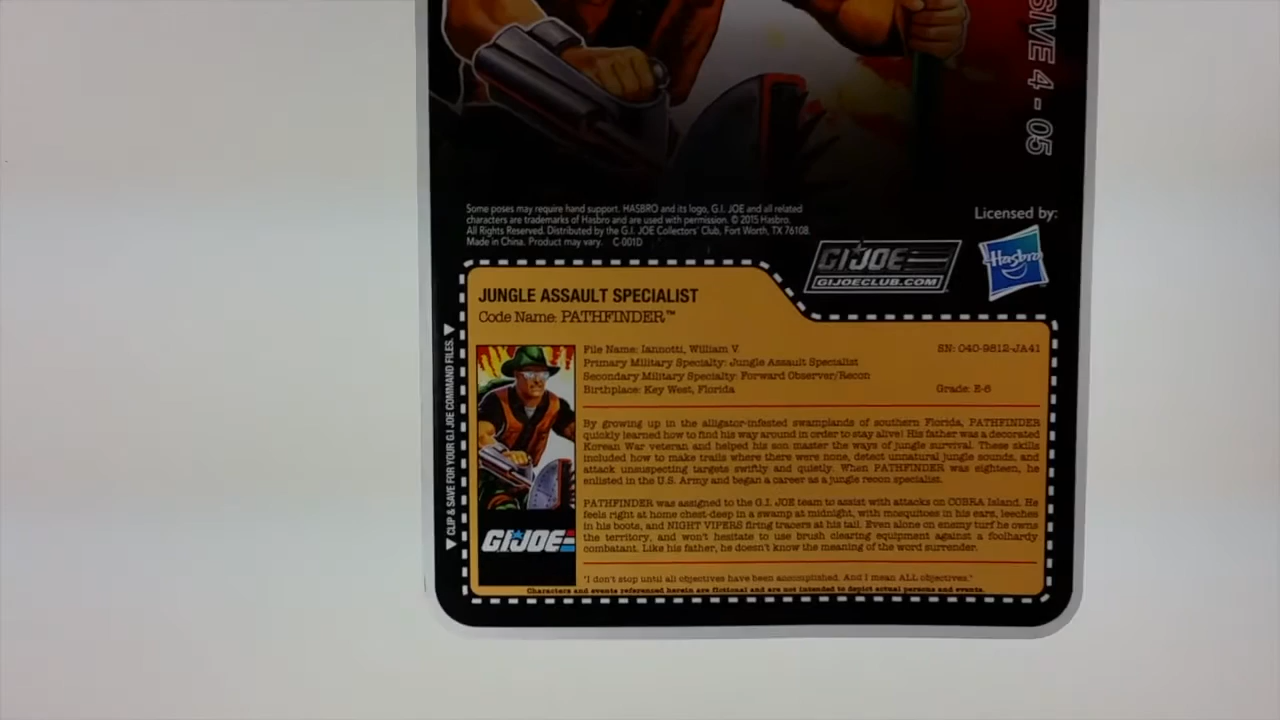 SIVE 4 - 05
Some poses may require hand support. HASBRO and its logo, G.I. JOE and all related
characters are trademarks of Hasbro and are used with permission. © 2015 Hasbro.
All Rights Reserved. Distributed by the G.I. JOE Collectors' Club, Fort Worth, TX 76108.
Made in China. Product may vary. C-001D
Licensed by:
GI JOE
GIJOECLUB.COM
Hasbro
JUNGLE ASSAULT SPECIALIST
Code Name: PATHFINDER™
▼ CLIP & SAVE FOR YOUR G.I JOE COMMAND FILES. ▼
File Name: Iannotti, William V.
SN: 040-9812-JA41
Primary Military Specialty: Jungle Assault Specialist
Secondary Military Specialty: Forward Observer/Recon
Birthplace: Key West, Florida
Grade: E-6
By growing up in the alligator-infested swamplands of southern Florida, PATHFINDER
quickly learned how to find his way around in order to stay alive! His father was a decorated
Korean War veteran and helped his son master the ways of jungle survival. These skills
included how to make trails where there were none, detect unnatural jungle sounds, and
attack unsuspecting targets swiftly and quietly. When PATHFINDER was eighteen, he
enlisted in the U.S. Army and began a career as a jungle recon specialist.
PATHFINDER was assigned to the G.I. JOE team to assist with attacks on COBRA Island. He
feels right at home chest-deep in a swamp at midnight, with mosquitoes in his ears, leeches
in his boots, and NIGHT VIPERS firing tracers at his tail. Even alone on enemy turf he owns
the territory, and won't hesitate to use brush clearing equipment against a foolhardy
combatant. Like his father, he doesn't know the meaning of the word surrender.
GI JOE
"I don't stop until all objectives have been accomplished. And I mean ALL objectives."
Characters and events referenced herein are fictional and are not intended to depict actual persons and events.